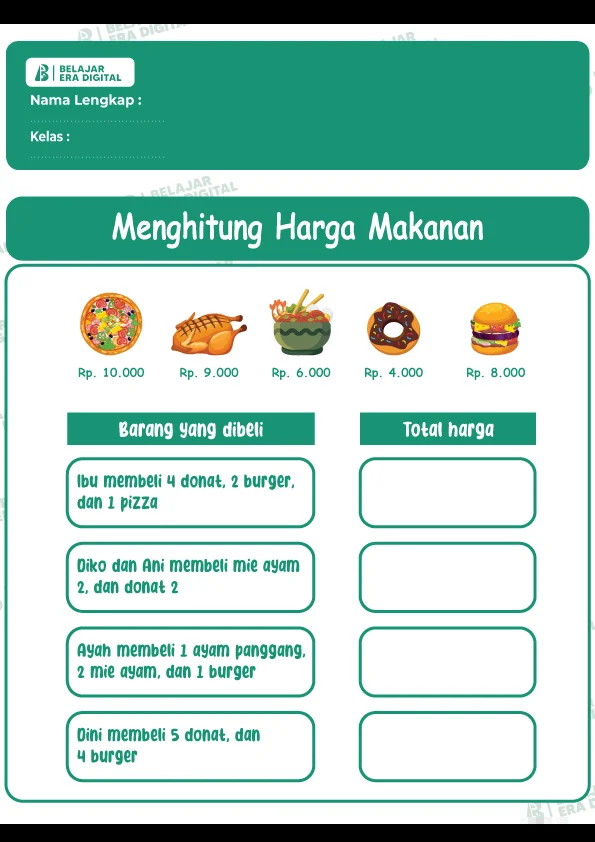 BELAJAR
ERA DIGITAL
Nama Lengkap :
Kelas :
Menghitung Harga Makanan
Rp. 10.000 Rp. 9.000 Rp. 6.000 Rp. 4.000 Rp. 8.000
Barang yang dibeli Total harga
Ibu membeli 4 donat, 2 burger,
dan 1 pizza
Diko dan Ani membeli mie ayam
2, dan donat 2
Ayah membeli 1 ayam panggang,
2 mie ayam, dan 1 burger
Dini membeli 5 donat, dan
4 burger